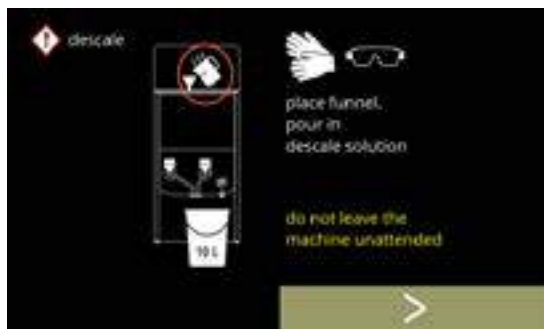 descale
place funnel,
pour in
descale solution
do not leave the
machine unattended
10 L